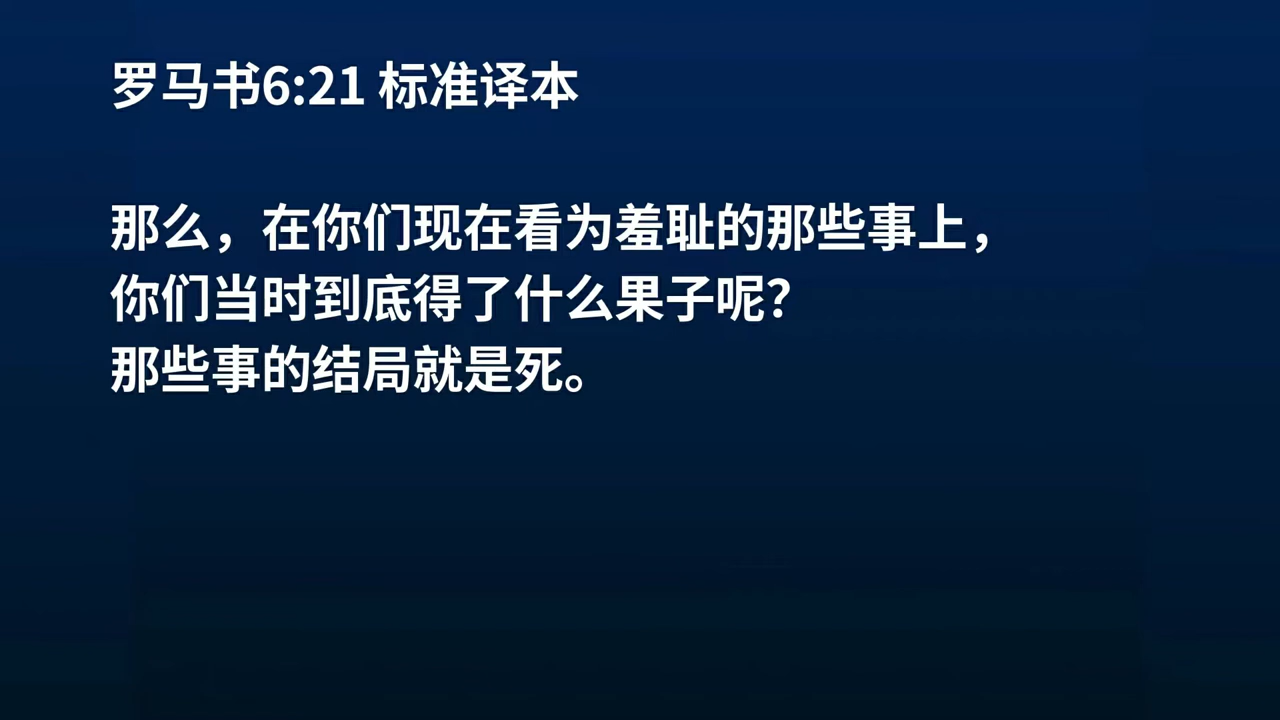 罗马书6:21 标准译本
那么，在你们现在看为羞耻的那些事上，
你们当时到底得了什么果子呢？
那些事的结局就是死。